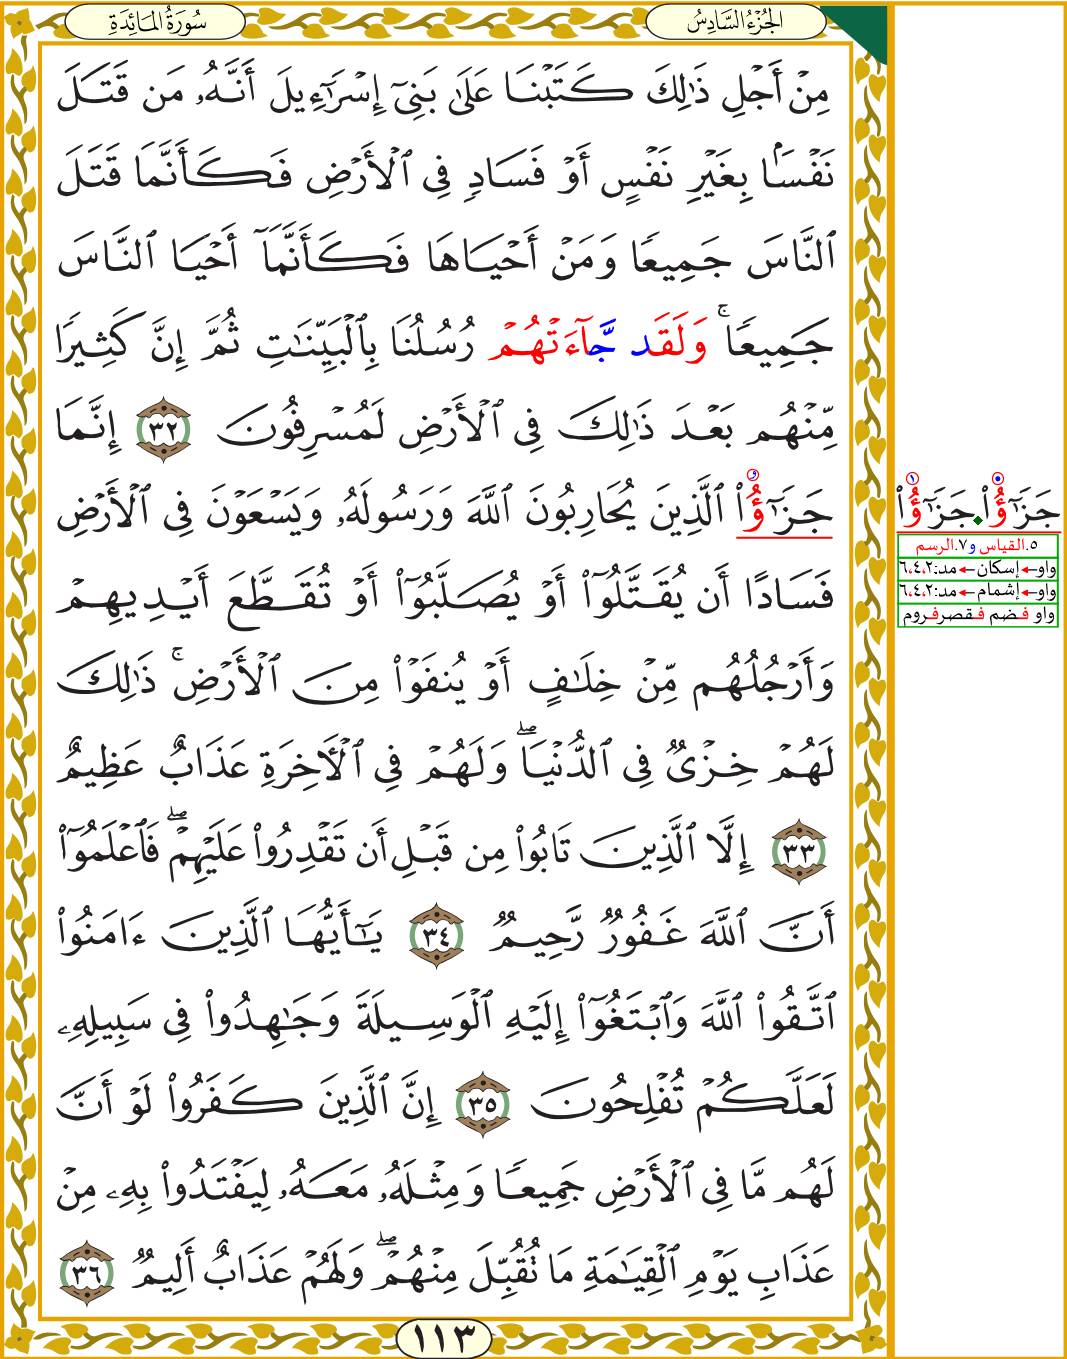 الجُزْءُ السَّادِسُ
سُورَةُ المَائِدَةِ
مِنْ أَجْلِ ذَٰلِكَ كَتَبْنَا عَلَىٰ بَنِيٓ إِسْرَٰٓءِيلَ أَنَّهُۥ مَن قَتَلَ
نَفْسَۢا بِغَيْرِ نَفْسٍ أَوْ فَسَادٖ فِي ٱلْأَرْضِ فَكَأَنَّمَا قَتَلَ
ٱلنَّاسَ جَمِيعٗا وَمَنْ أَحْيَاهَا فَكَأَنَّمَآ أَحْيَا ٱلنَّاسَ
جَمِيعٗاۚ وَلَقَد جَّآءَتْهُمْ رُسُلُنَا بِٱلْبَيِّنَٰتِ ثُمَّ إِنَّ كَثِيرٗا
مِّنْهُم بَعْدَ ذَٰلِكَ فِي ٱلْأَرْضِ لَمُسْرِفُونَ ٣٢ إِنَّمَا
جَزَٰٓؤُاْ ٱلَّذِينَ يُحَارِبُونَ ٱللَّهَ وَرَسُولَهُۥ وَيَسْعَوْنَ فِي ٱلْأَرْضِ
فَسَادًا أَن يُقَتَّلُوٓاْ أَوْ يُصَلَّبُوٓاْ أَوْ تُقَطَّعَ أَيْدِيهِمْ
وَأَرْجُلُهُم مِّنْ خِلَٰفٍ أَوْ يُنفَوْاْ مِنَ ٱلْأَرْضِۚ ذَٰلِكَ
لَهُمْ خِزْيٞ فِي ٱلدُّنْيَاۖ وَلَهُمْ فِي ٱلْأٓخِرَةِ عَذَابٌ عَظِيمٌ
٣٣ إِلَّا ٱلَّذِينَ تَابُواْ مِن قَبْلِ أَن تَقْدِرُواْ عَلَيْهِمْۖ فَٱعْلَمُوٓاْ
أَنَّ ٱللَّهَ غَفُورٞ رَّحِيمٞ ٣٤ يَٰٓأَيُّهَا ٱلَّذِينَ ءَامَنُواْ
ٱتَّقُواْ ٱللَّهَ وَٱبْتَغُوٓاْ إِلَيْهِ ٱلْوَسِيلَةَ وَجَٰهِدُواْ فِي سَبِيلِهِۦ
لَعَلَّكُمْ تُفْلِحُونَ ٣٥ إِنَّ ٱلَّذِينَ كَفَرُواْ لَوْ أَنَّ
لَهُم مَّا فِي ٱلْأَرْضِ جَمِيعٗا وَمِثْلَهُۥ مَعَهُۥ لِيَفْتَدُواْ بِهِۦ مِنْ
عَذَابِ يَوْمِ ٱلْقِيَٰمَةِ مَا تُقُبِّلَ مِنْهُمْۖ وَلَهُمْ عَذَابٌ أَلِيمٞ ٣٦
١١٣
جَزَٰٓؤُاْ جَزَٰٓؤُاْ
٥.القياس و٧.الرسم
واو←إسكان←مد:٦،٤،٢
واو←إشمام←مد:٦،٤،٢
واو فضم فقصرفروم